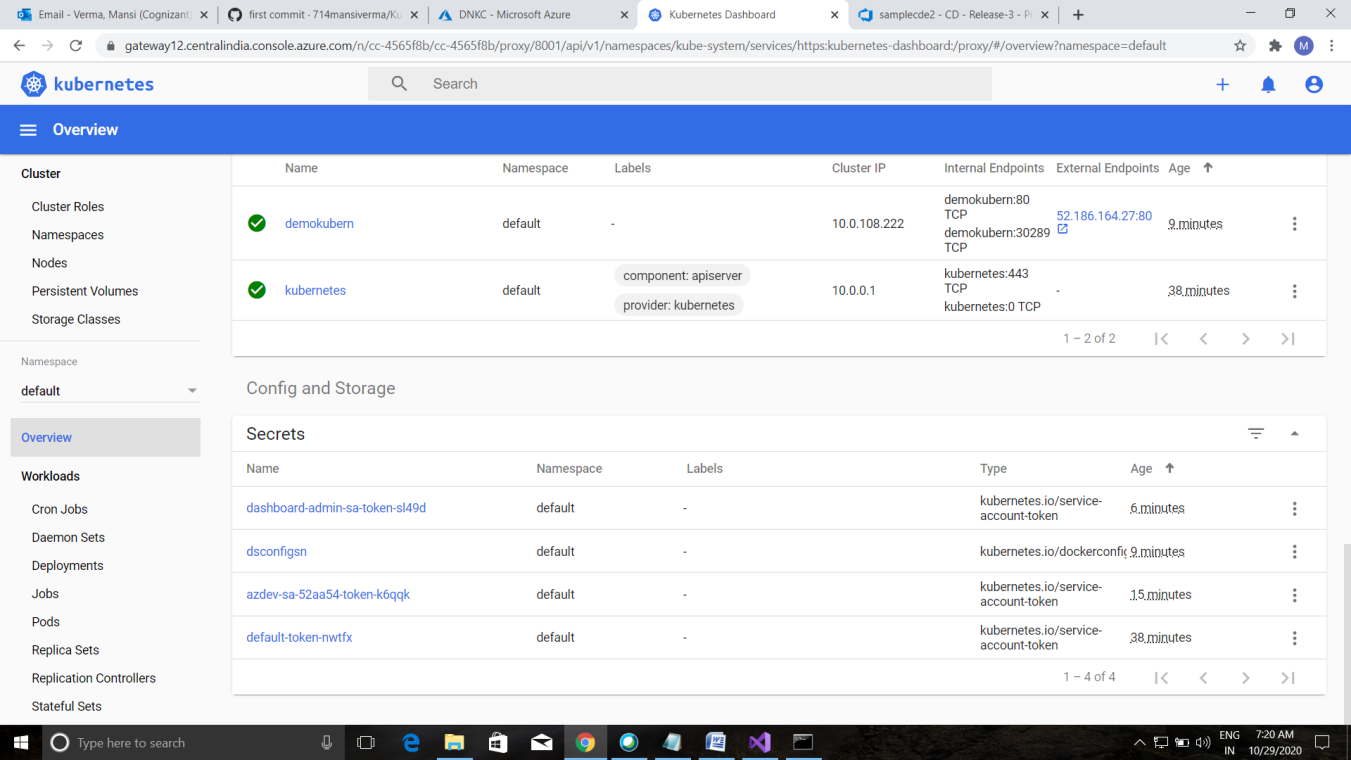 Email - Verma, Mansi (Cognizant)
first commit · 714mansiverma/Ku
DNKC - Microsoft Azure
Kubernetes Dashboard
samplecde2 - CD - Release-3 - Pi
gateway12.centralindia.console.azure.com/n/cc-4565f8b/cc-4565f8b/proxy/8001/api/v1/namespaces/kube-system/services/https:kubernetes-dashboard:/proxy/#/overview?namespace=default
M
kubernetes
Search
Overview
Cluster
Cluster Roles
Namespaces
Nodes
Persistent Volumes
Storage Classes
Namespace
default
Overview
Workloads
Cron Jobs
Daemon Sets
Deployments
Jobs
Pods
Replica Sets
Replication Controllers
Stateful Sets
Name Namespace Labels Cluster IP Internal Endpoints External Endpoints Age
demokubern default - 10.0.108.222
demokubern:80
TCP
demokubern:30289
TCP
52.186.164.27:80
9 minutes
kubernetes default
component: apiserver
provider: kubernetes
10.0.0.1
kubernetes:443
TCP
kubernetes:0 TCP
-
38 minutes
1 – 2 of 2
Config and Storage
Secrets
Name Namespace Labels Type Age
dashboard-admin-sa-token-sl49d default -
kubernetes.io/service-
account-token
6 minutes
dsconfigsn default - kubernetes.io/dockerconfig 9 minutes
azdev-sa-52aa54-token-k6qqk default -
kubernetes.io/service-
account-token
15 minutes
default-token-nwtfx default -
kubernetes.io/service-
account-token
38 minutes
1 – 4 of 4
Type here to search
ENG
IN
7:20 AM
10/29/2020